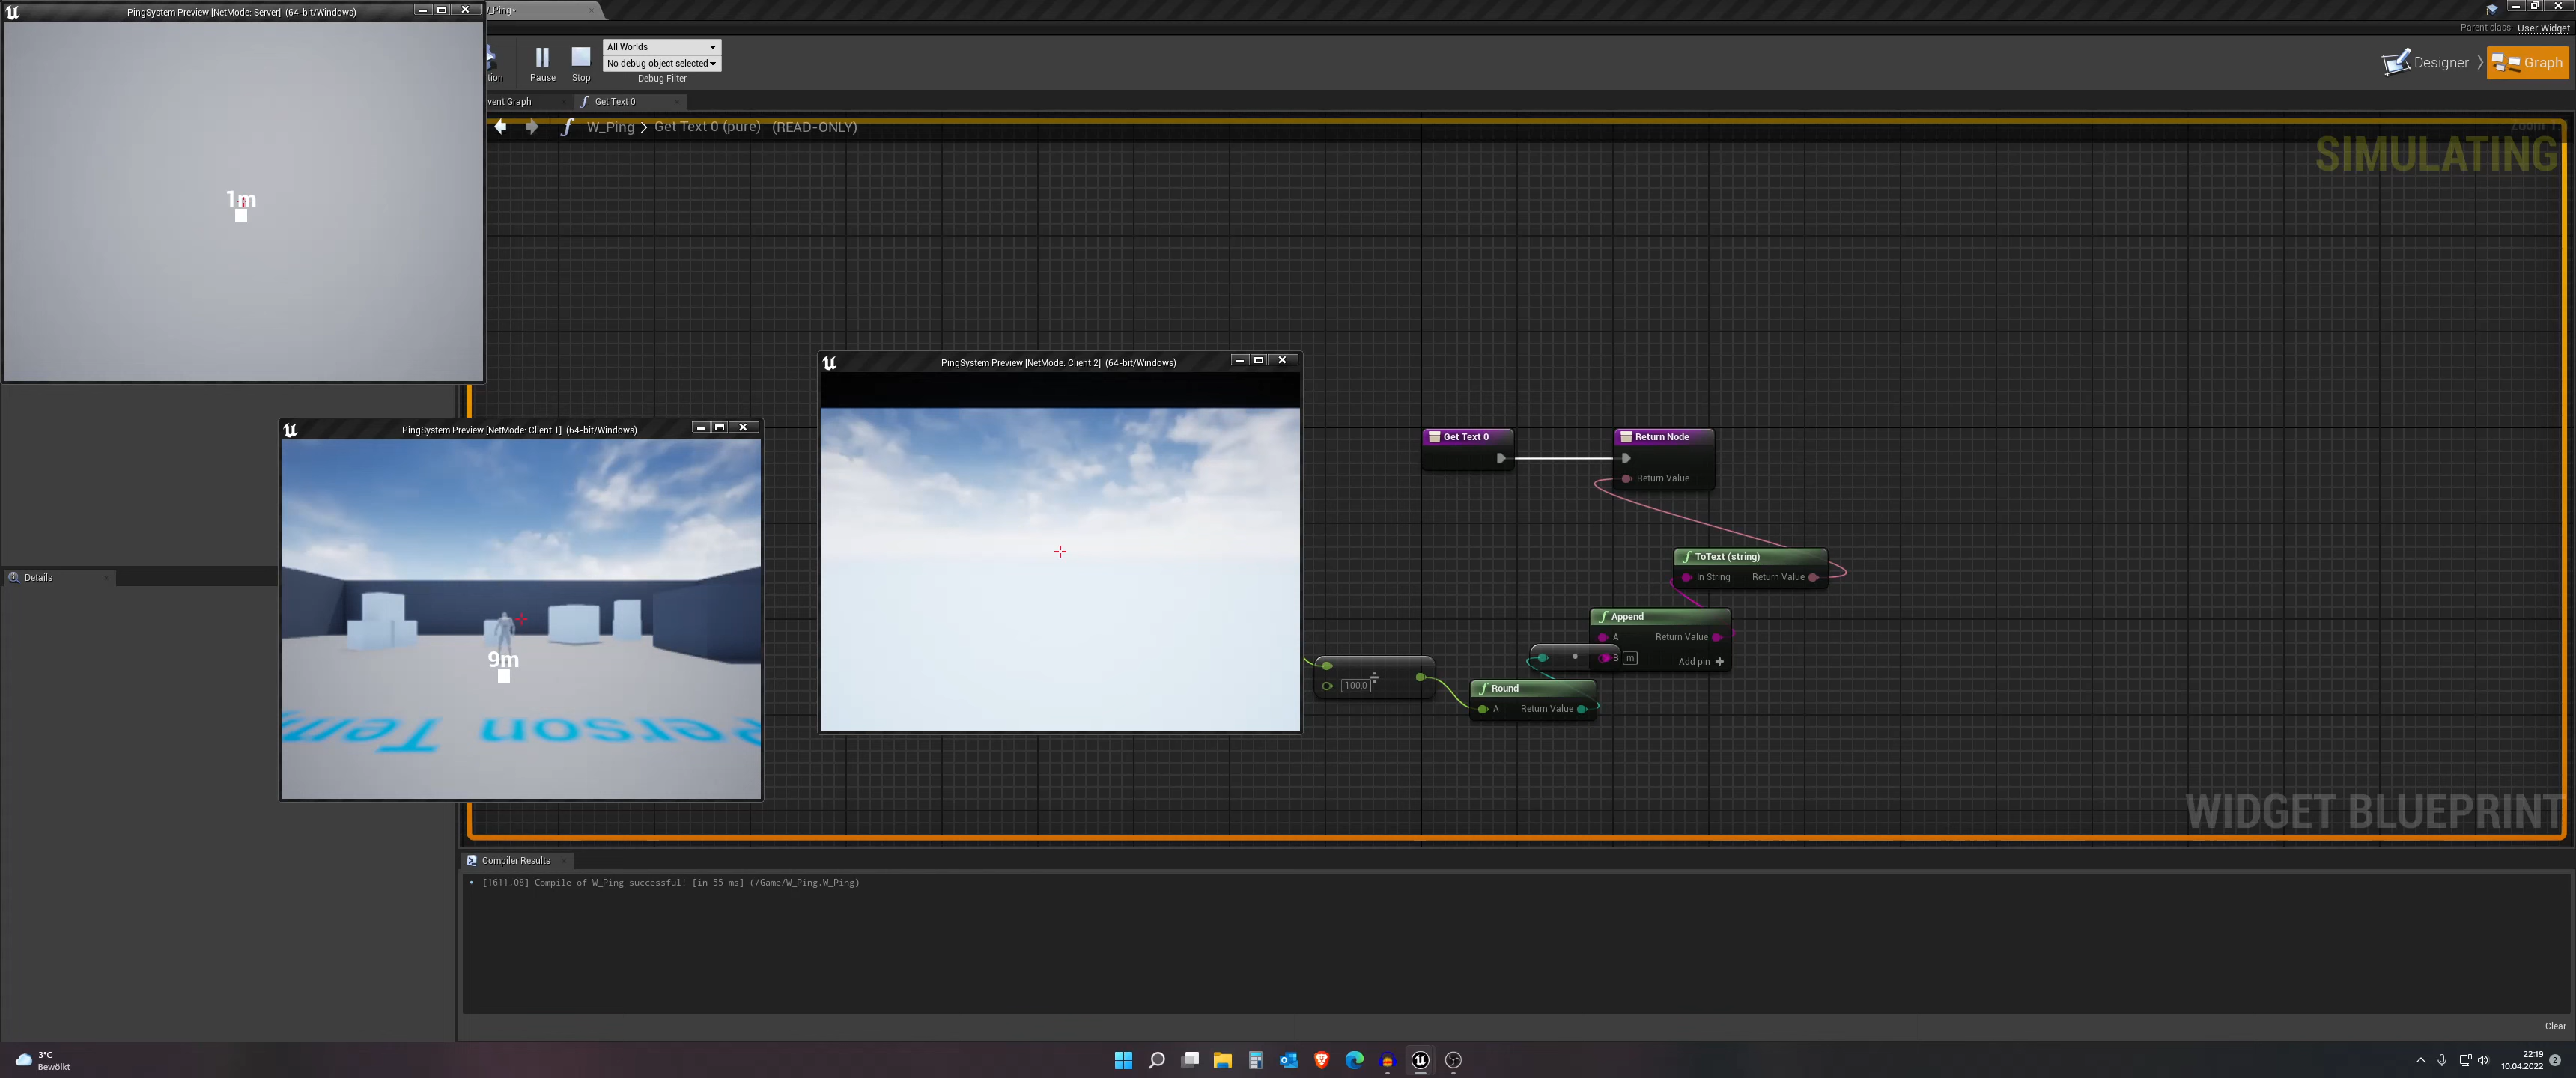 PingSystem Preview [NetMode: Server] (64-bit/Windows)
1m
W_Ping*
Parent class: User Widget
Pause
Stop
All Worlds
No debug object selected
Debug Filter
Designer
Graph
Get Text 0
W_Ping > Get Text 0 (pure) (READ-ONLY)
SIMULATING
PingSystem Preview [NetMode: Client 2] (64-bit/Windows)
PingSystem Preview [NetMode: Client 1] (64-bit/Windows)
9m
Get Text 0
Return Node
Return Value
ToText (string)
In String Return Value
Append
A Return Value
B m Add pin +
100,0 ÷
Round
A Return Value
Details
WIDGET BLUEPRINT
Compiler Results
[1611,08] Compile of W_Ping successful! [in 55 ms] (/Game/W_Ping.W_Ping)
Clear
3°C
Bewölkt
22:19
10.04.2022
2